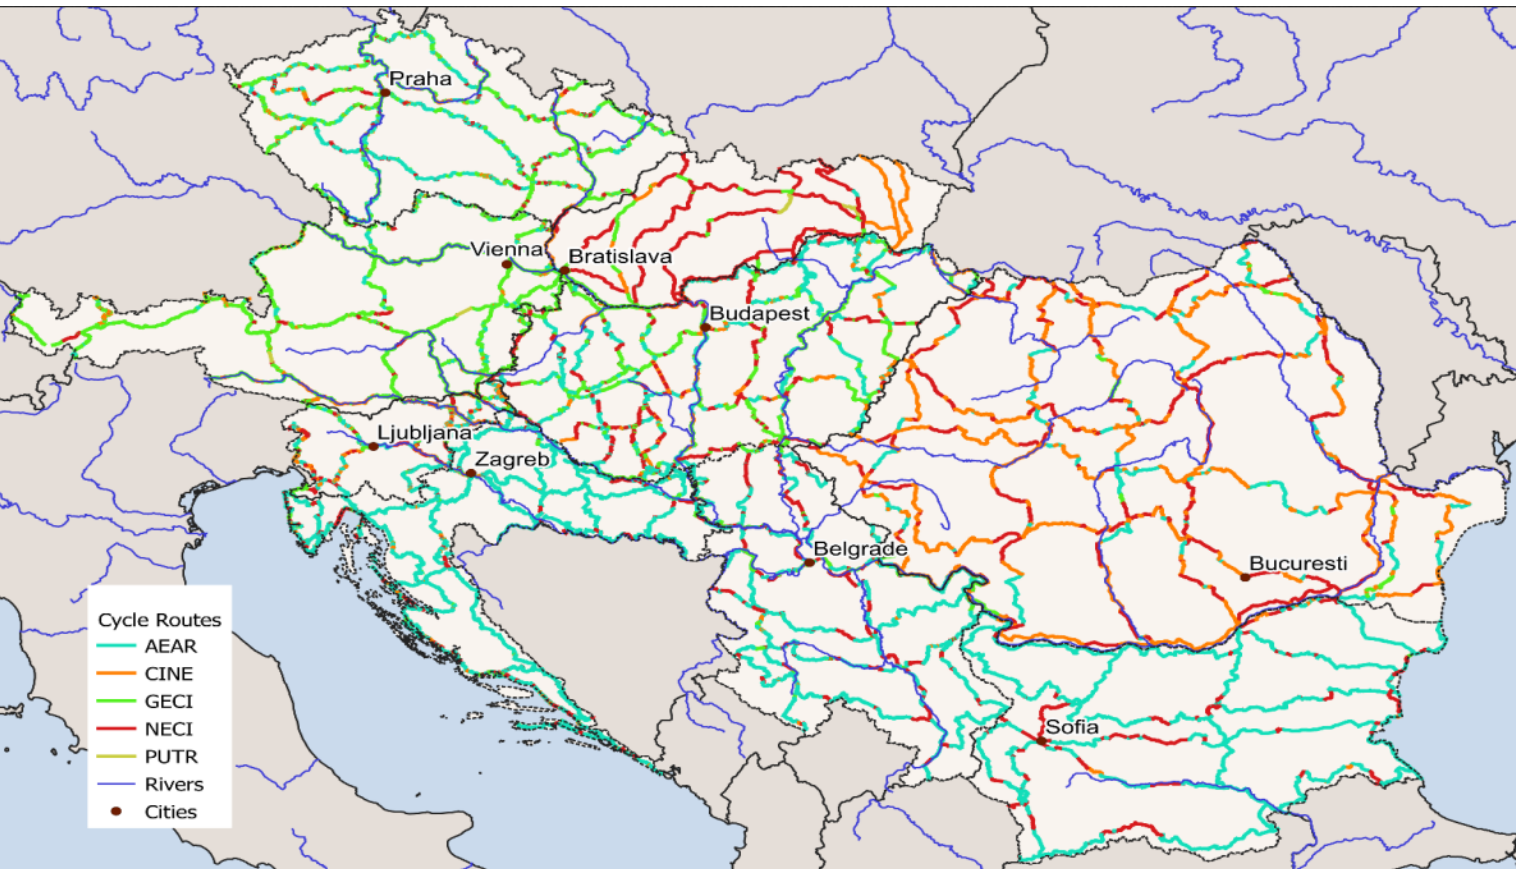 Praha
Vienna
Bratislava
Budapest
Ljubljana
Zagreb
Belgrade
Bucuresti
Sofia
Cycle Routes
AEAR
CINE
GECI
NECI
PUTR
Rivers
Cities